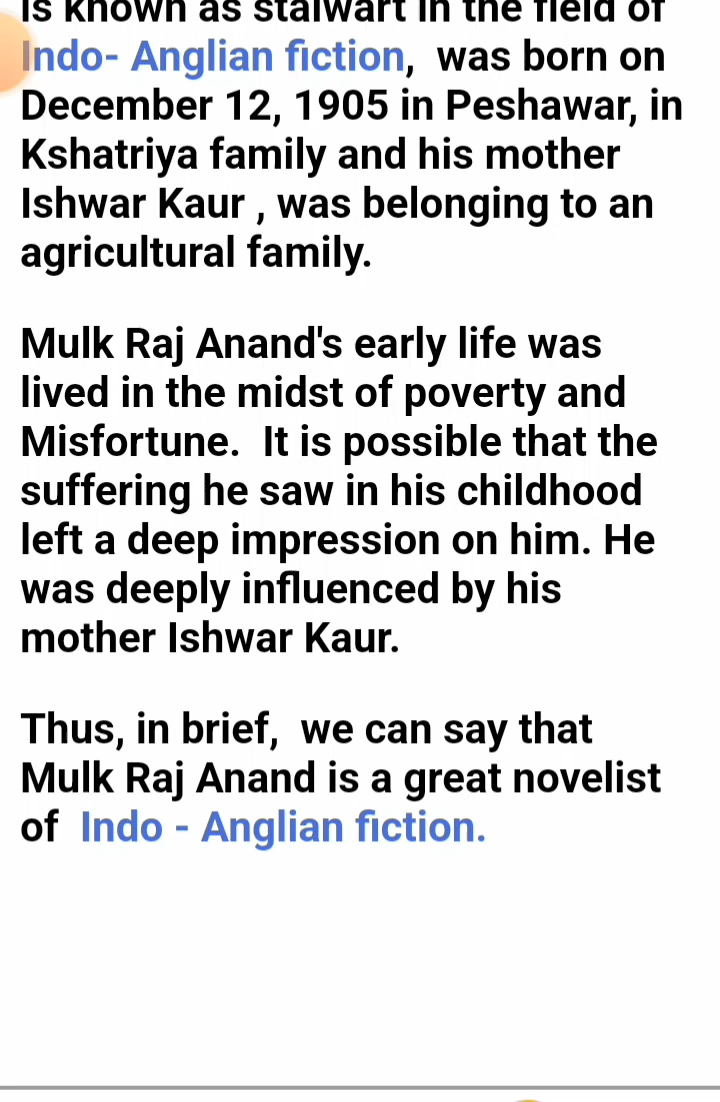 is known as stalwart in the field of
Indo- Anglian fiction, was born on
December 12, 1905 in Peshawar, in
Kshatriya family and his mother
Ishwar Kaur , was belonging to an
agricultural family.
Mulk Raj Anand's early life was
lived in the midst of poverty and
Misfortune. It is possible that the
suffering he saw in his childhood
left a deep impression on him. He
was deeply influenced by his
mother Ishwar Kaur.
Thus, in brief, we can say that
Mulk Raj Anand is a great novelist
of Indo - Anglian fiction.